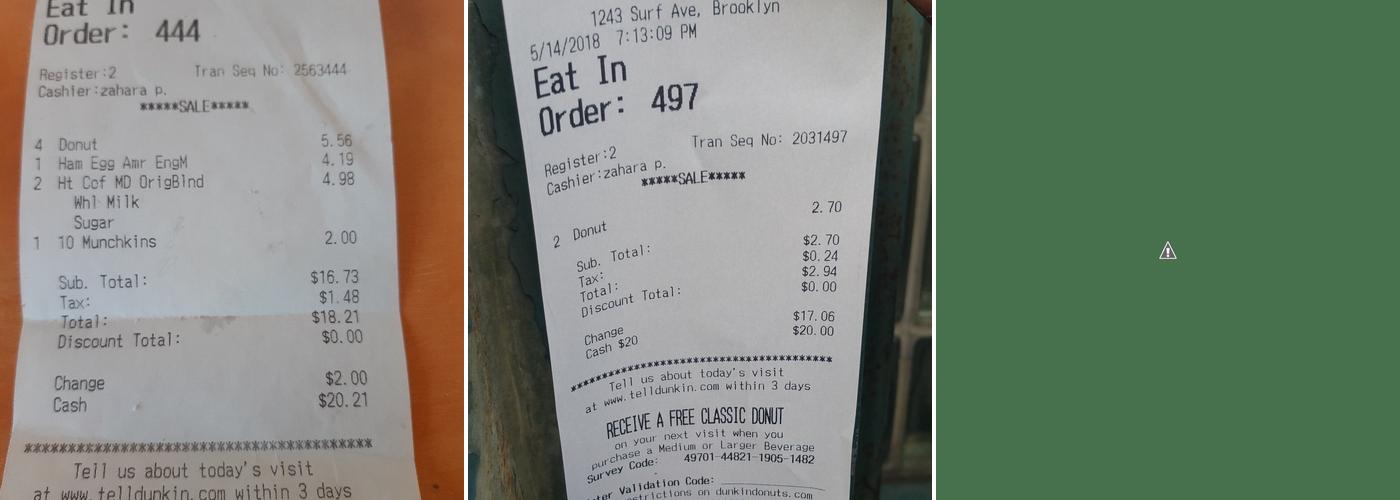 Eat In
Order: 444
Register:2 Tran Seq No: 2563444
Cashier:zahara p.
*****SALE*****
4 Donut 5.56
1 Ham Egg Amr EngM 4.19
2 Ht Cof MD OrigBlnd 4.98
Whl Milk
Sugar
1 10 Munchkins 2.00
Sub. Total: $16.73
Tax: $1.48
Total: $18.21
Discount Total: $0.00
Change $2.00
Cash $20.21
***************************************
Tell us about today's visit
at www.telldunkin.com within 3 days
1243 Surf Ave, Brooklyn
5/14/2018 7:13:09 PM
Eat In
Order: 497
Register:2 Tran Seq No: 2031497
Cashier:zahara p.
*****SALE*****
2 Donut 2.70
Sub. Total: $2.70
Tax: $0.24
Total: $2.94
Discount Total: $0.00
Change $17.06
Cash $20 $20.00
***************************************
Tell us about today's visit
at www.telldunkin.com within 3 days
RECEIVE A FREE CLASSIC DONUT
on your next visit when you
purchase a Medium or Larger Beverage
Survey Code: 49701-44821-1905-1482
Validation Code:
on dunkindonuts.com